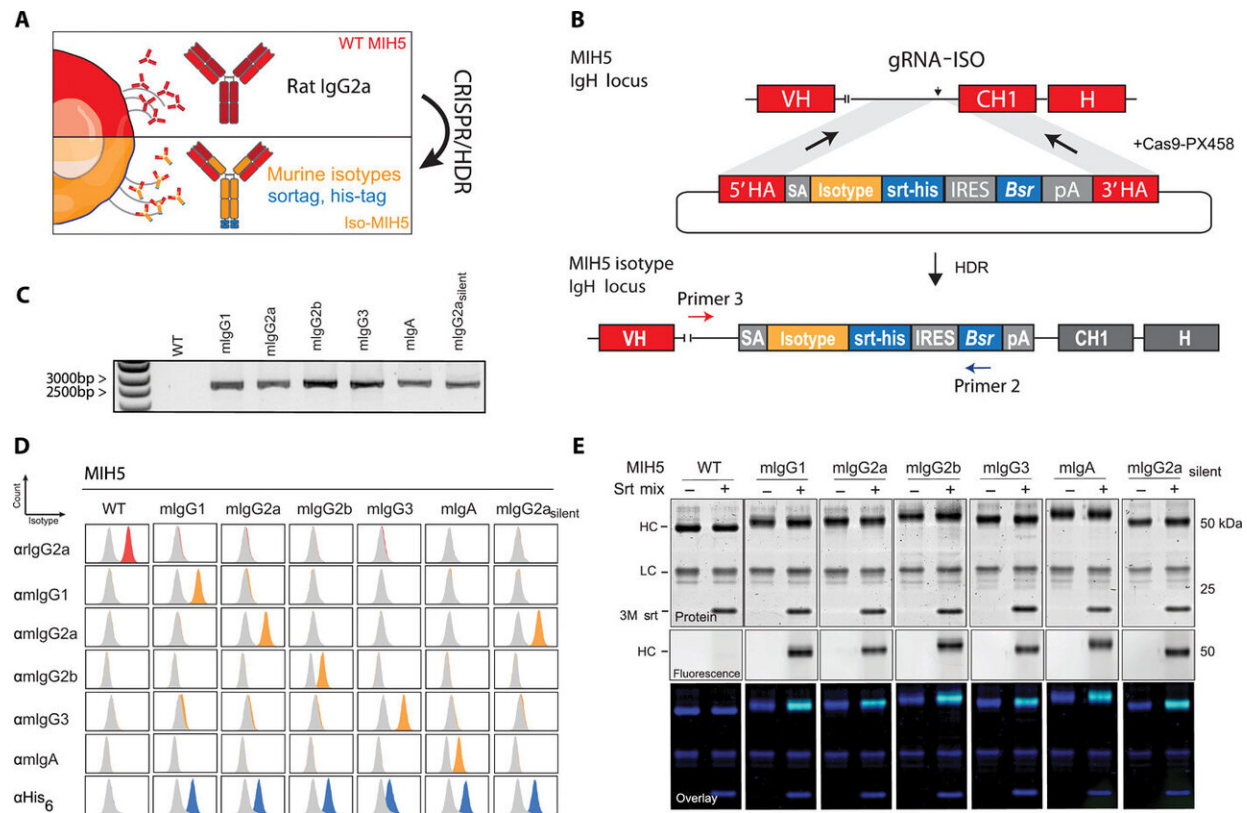 A
WT MIH5
Rat IgG2a
CRISPR/HDR
Murine isotypes
sortag, his-tag
Iso-MIH5
B
MIH5
IgH locus
gRNA-ISO
VH
CH1
H
+Cas9-PX458
5' HA
SA
Isotype
srt-his
IRES
Bsr
pA
3' HA
HDR
MIH5 isotype
IgH locus
Primer 3
VH
SA
Isotype
srt-his
IRES
Bsr
pA
CH1
H
Primer 2
C
WT
mIgG1
mIgG2a
mIgG2b
mIgG3
mIgA
mIgG2asilent
3000bp >
2500bp >
D
MIH5
Count
Isotype
WT mIgG1 mIgG2a mIgG2b mIgG3 mIgA mIgG2asilent
αrIgG2a
αmIgG1
αmIgG2a
αmIgG2b
αmIgG3
αmIgA
αHis6
E
MIH5 WT mIgG1 mIgG2a mIgG2b mIgG3 mIgA mIgG2a silent
Srt mix – + – + – + – + – + – + – +
HC –
50 kDa
LC –
25
3M srt –
Protein
HC –
50
Fluorescence
Overlay